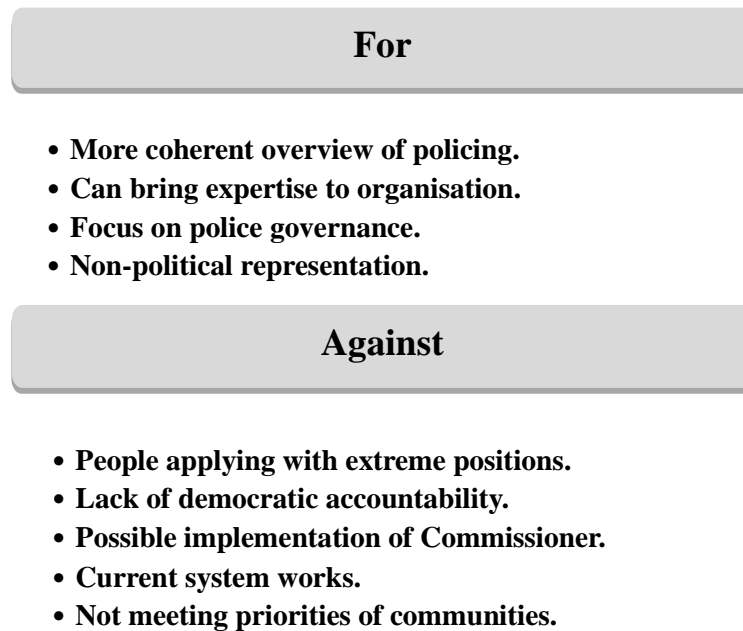 For
• More coherent overview of policing.
• Can bring expertise to organisation.
• Focus on police governance.
• Non-political representation.
Against
• People applying with extreme positions.
• Lack of democratic accountability.
• Possible implementation of Commissioner.
• Current system works.
• Not meeting priorities of communities.